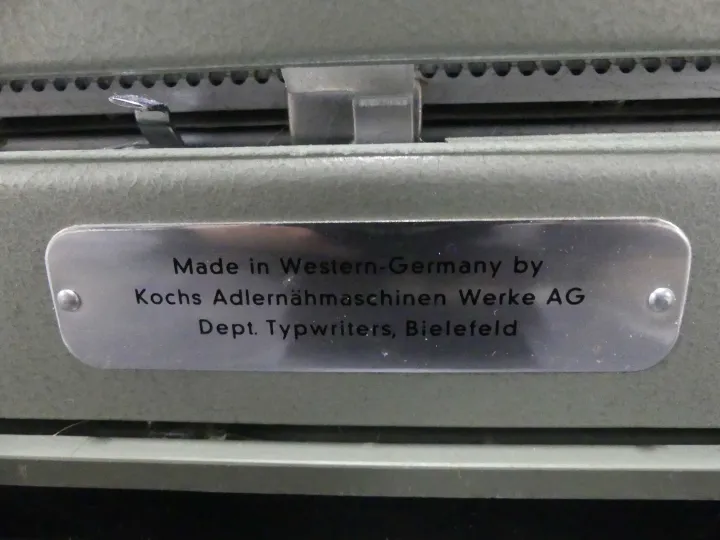 Made in Western-Germany by
Kochs Adlernähmaschinen Werke AG
Dept. Typwriters, Bielefeld